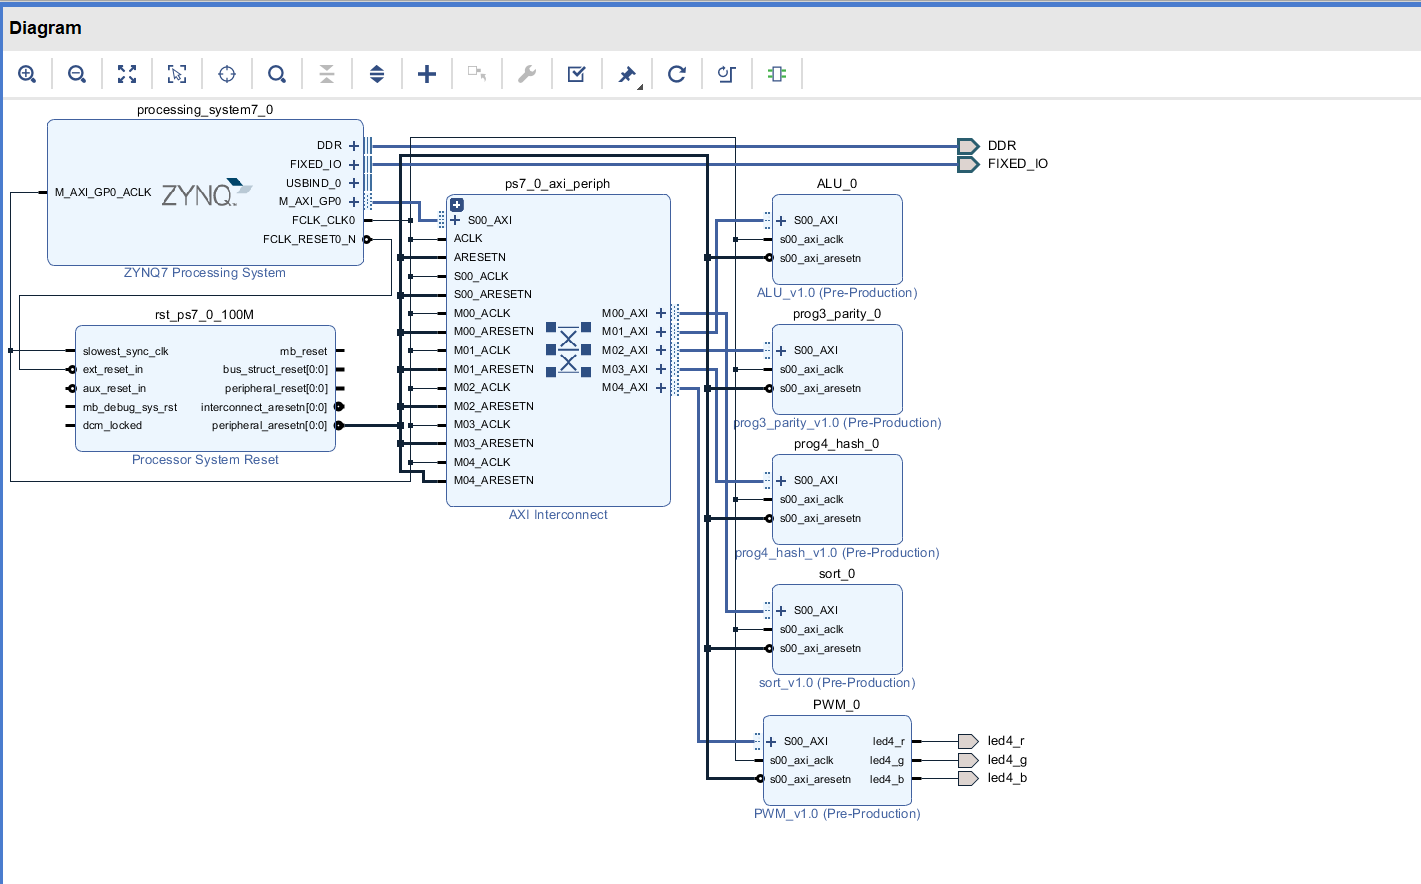 Diagram
processing_system7_0
DDR
FIXED_IO
USBIND_0
M_AXI_GP0_ACLK
ZYNQ
M_AXI_GP0
FCLK_CLK0
FCLK_RESET0_N
ZYNQ7 Processing System
rst_ps7_0_100M
slowest_sync_clk
mb_reset
ext_reset_in
bus_struct_reset[0:0]
aux_reset_in
peripheral_reset[0:0]
mb_debug_sys_rst
interconnect_aresetn[0:0]
dcm_locked
peripheral_aresetn[0:0]
Processor System Reset
ps7_0_axi_periph
S00_AXI
ACLK
ARESETN
S00_ACLK
S00_ARESETN
M00_ACLK
M00_ARESETN
M01_ACLK
M01_ARESETN
M02_ACLK
M02_ARESETN
M03_ACLK
M03_ARESETN
M04_ACLK
M04_ARESETN
M00_AXI
M01_AXI
M02_AXI
M03_AXI
M04_AXI
AXI Interconnect
DDR
FIXED_IO
ALU_0
S00_AXI
s00_axi_aclk
s00_axi_aresetn
ALU_v1.0 (Pre-Production)
prog3_parity_0
S00_AXI
s00_axi_aclk
s00_axi_aresetn
prog3_parity_v1.0 (Pre-Production)
prog4_hash_0
S00_AXI
s00_axi_aclk
s00_axi_aresetn
prog4_hash_v1.0 (Pre-Production)
sort_0
S00_AXI
s00_axi_aclk
s00_axi_aresetn
sort_v1.0 (Pre-Production)
PWM_0
S00_AXI
s00_axi_aclk
s00_axi_aresetn
led4_r
led4_g
led4_b
PWM_v1.0 (Pre-Production)
led4_r
led4_g
led4_b